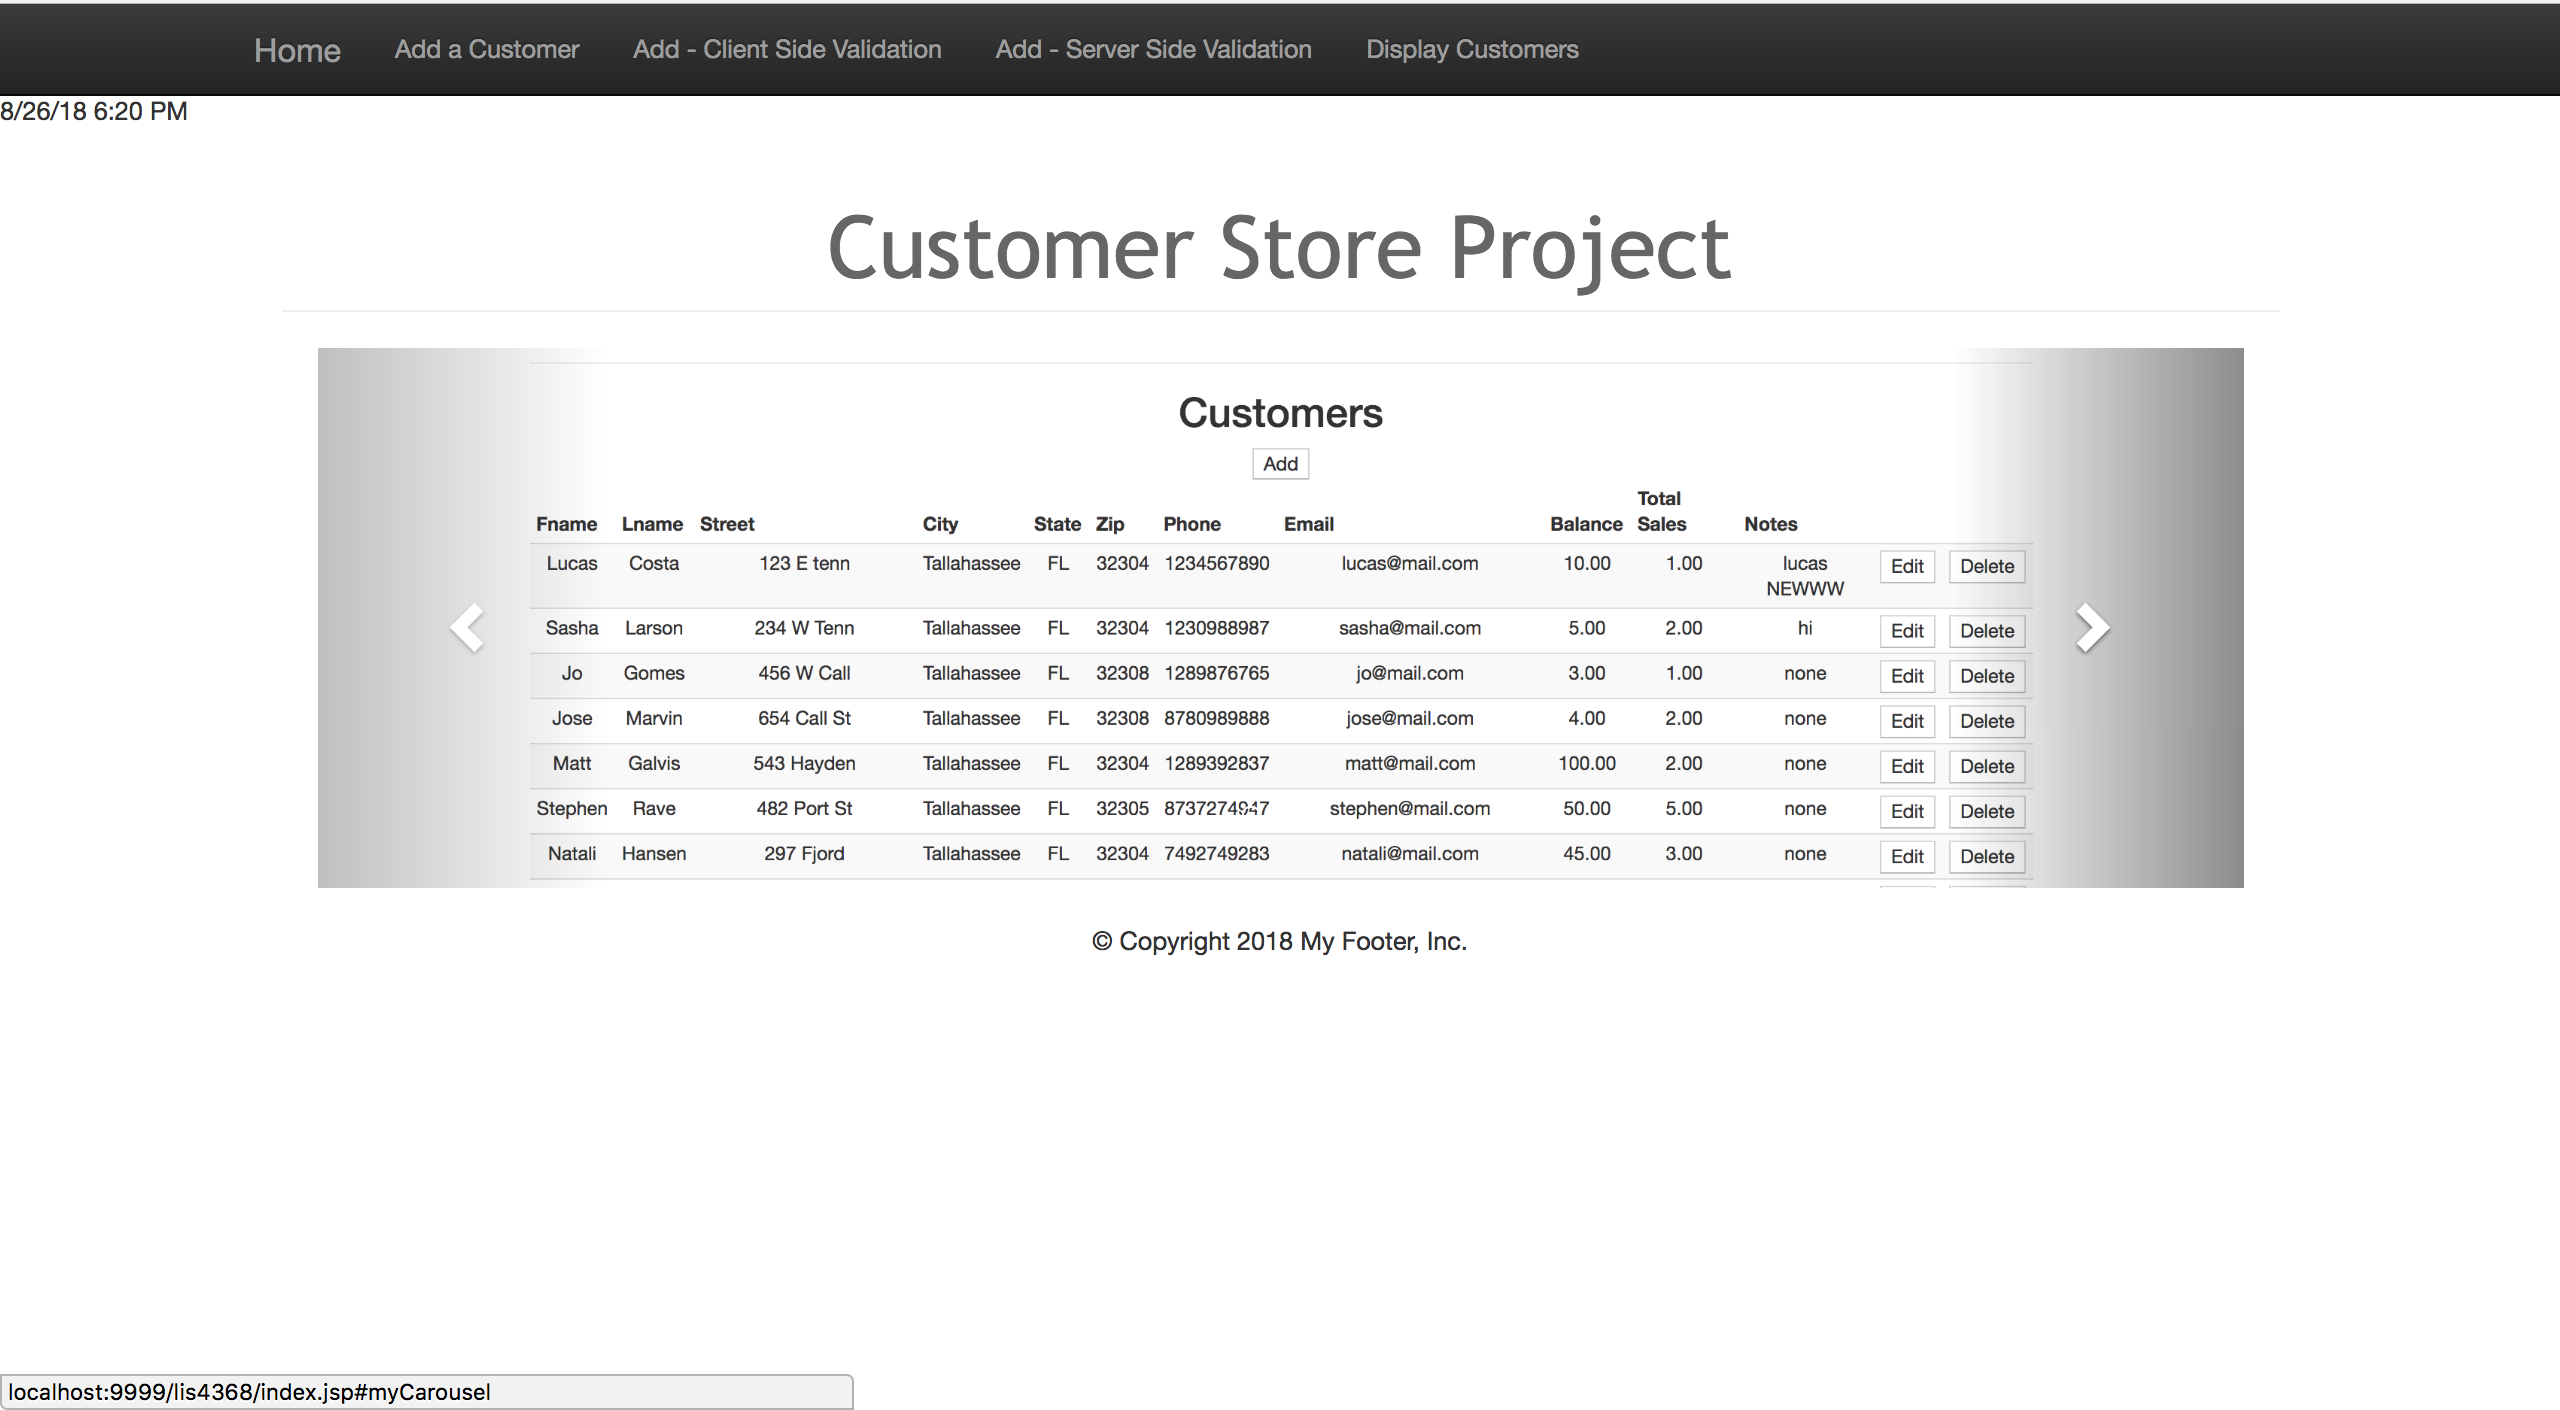 Home Add a Customer Add - Client Side Validation Add - Server Side Validation Display Customers
8/26/18 6:20 PM
Customer Store Project
Customers
Add
Fname Lname Street City State Zip Phone Email Balance Total Sales Notes
Lucas Costa 123 E tenn Tallahassee FL 32304 1234567890 lucas@mail.com 10.00 1.00 lucas NEWWW Edit Delete
Sasha Larson 234 W Tenn Tallahassee FL 32304 1230988987 sasha@mail.com 5.00 2.00 hi Edit Delete
Jo Gomes 456 W Call Tallahassee FL 32308 1289876765 jo@mail.com 3.00 1.00 none Edit Delete
Jose Marvin 654 Call St Tallahassee FL 32308 8780989888 jose@mail.com 4.00 2.00 none Edit Delete
Matt Galvis 543 Hayden Tallahassee FL 32304 1289392837 matt@mail.com 100.00 2.00 none Edit Delete
Stephen Rave 482 Port St Tallahassee FL 32305 8737274947 stephen@mail.com 50.00 5.00 none Edit Delete
Natali Hansen 297 Fjord Tallahassee FL 32304 7492749283 natali@mail.com 45.00 3.00 none Edit Delete
© Copyright 2018 My Footer, Inc.
localhost:9999/lis4368/index.jsp#myCarousel